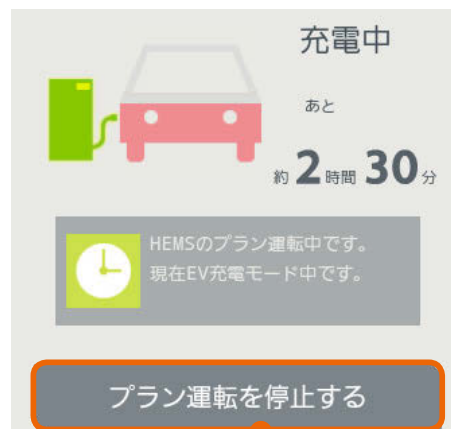 充電中
あと
約2時間30分
HEMSのプラン運転中です。
現在EV充電モード中です。
プラン運転を停止する